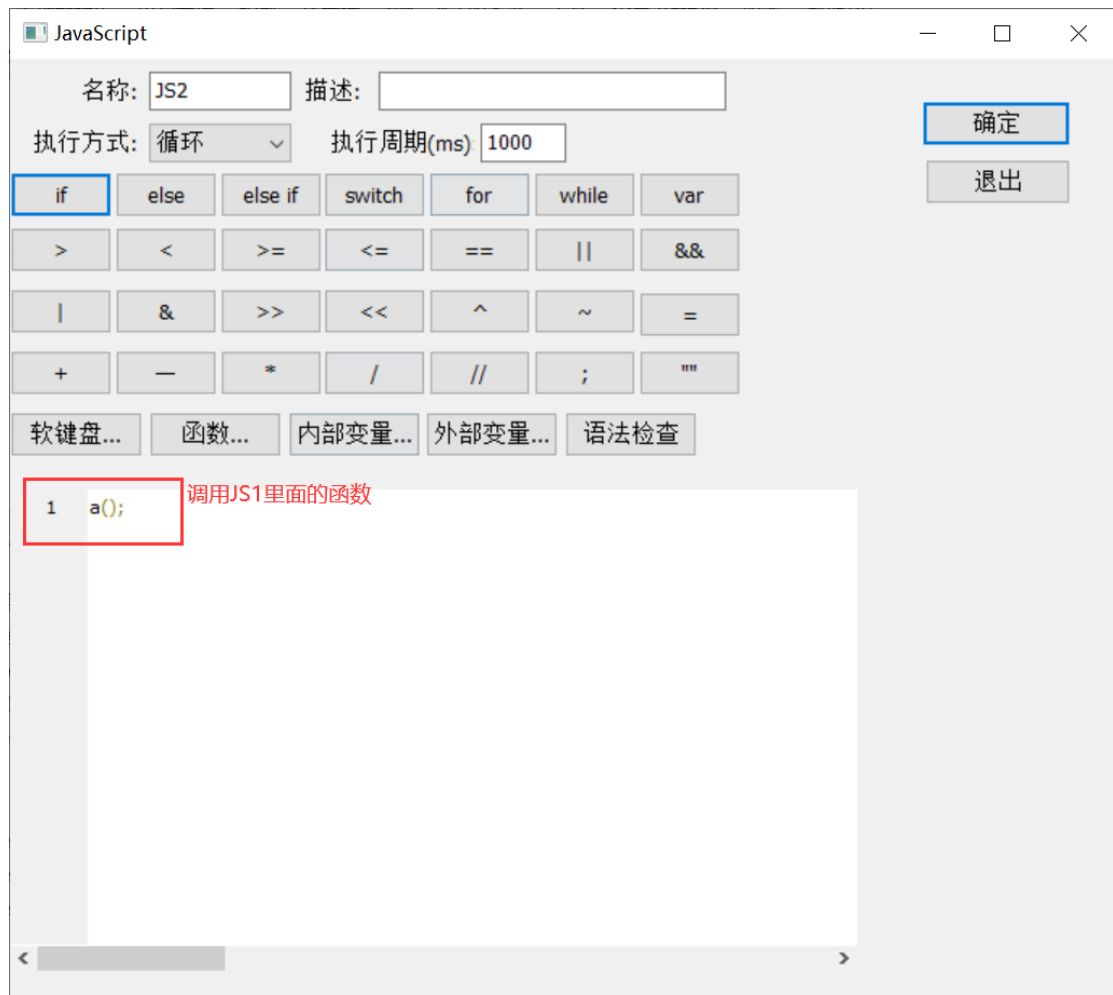 JavaScript
名称: JS2 描述:
执行方式: 循环 执行周期(ms) 1000
确定
退出
if else else if switch for while var
> < >= <= == || &&
| & >> << ^ ~ =
+ — * / // ; ""
软键盘... 函数... 内部变量... 外部变量... 语法检查
调用JS1里面的函数
1 a();